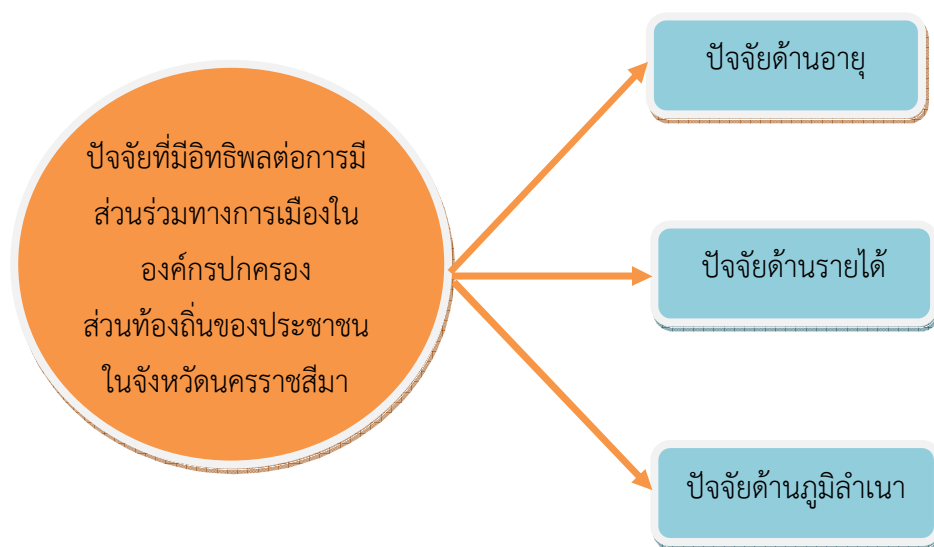 ปัจจัยที่มีอิทธิพลต่อการมี
ส่วนร่วมทางการเมืองใน
องค์กรปกครอง
ส่วนท้องถิ่นของประชาชน
ในจังหวัดนครราชสีมา
ปัจจัยด้านอายุ
ปัจจัยด้านรายได้
ปัจจัยด้านภูมิลำเนา